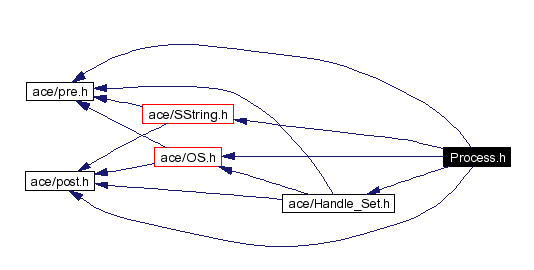 ace/pre.h
ace/SString.h
ace/OS.h
Process.h
ace/post.h
ace/Handle_Set.h